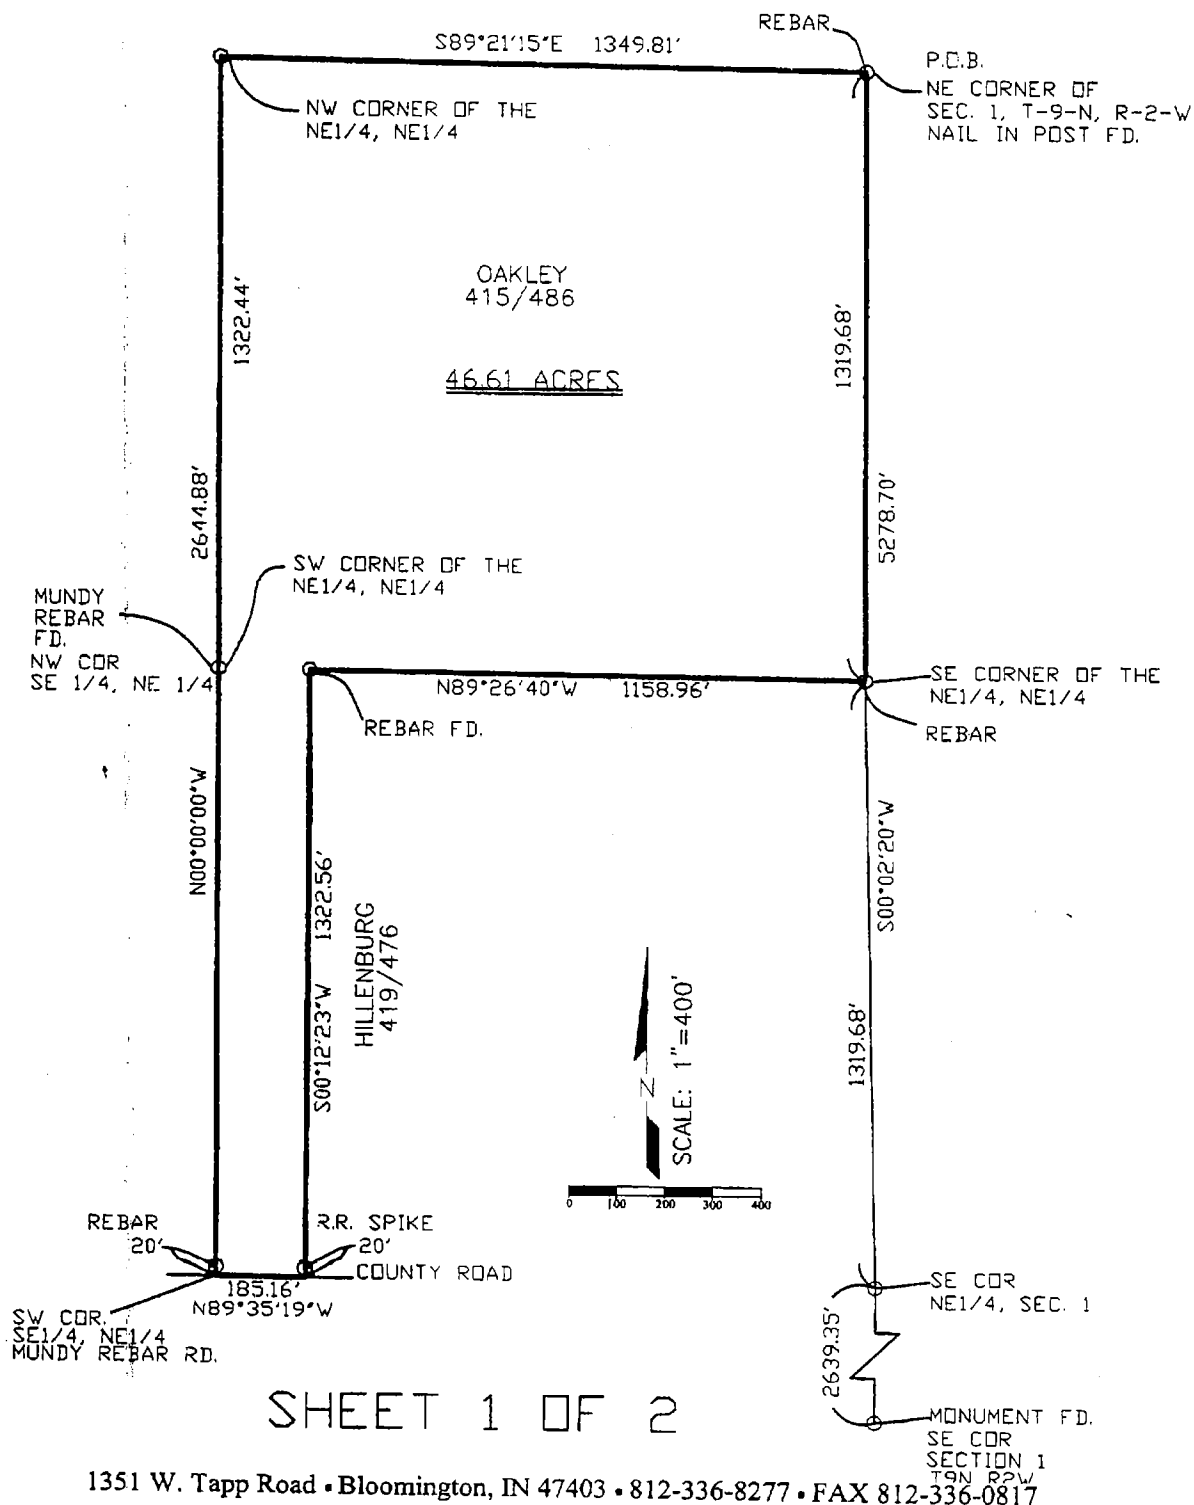 REBAR
S89°21'15"E 1349.81'
P.O.B.
NE CORNER OF
SEC. 1, T-9-N, R-2-W
NAIL IN POST FD.
NW CORNER OF THE
NE1/4, NE1/4
OAKLEY
415/486
46.61 ACRES
1322.44'
1319.68'
2644.88'
5278.70'
SW CORNER OF THE
NE1/4, NE1/4
MUNDY
REBAR
FD.
NW COR
SE 1/4, NE 1/4
N89°26'40"W 1158.96'
SE CORNER OF THE
NE1/4, NE1/4
REBAR FD.
REBAR
N00°00'00"W
S00°12'23"W 1322.56'
HILLENBURG
419/476
S00°02'20"W
1319.68'
N
SCALE: 1"=400'
0 100 200 300 400
REBAR
20'
R.R. SPIKE
20'
COUNTY ROAD
185.16'
N89°35'19"W
SW COR.
SE1/4, NE1/4
MUNDY REBAR RD.
SE COR
NE1/4, SEC. 1
2639.35'
MONUMENT FD.
SE COR
SECTION 1
T9N R2W
SHEET 1 OF 2
1351 W. Tapp Road • Bloomington, IN 47403 • 812-336-8277 • FAX 812-336-0817